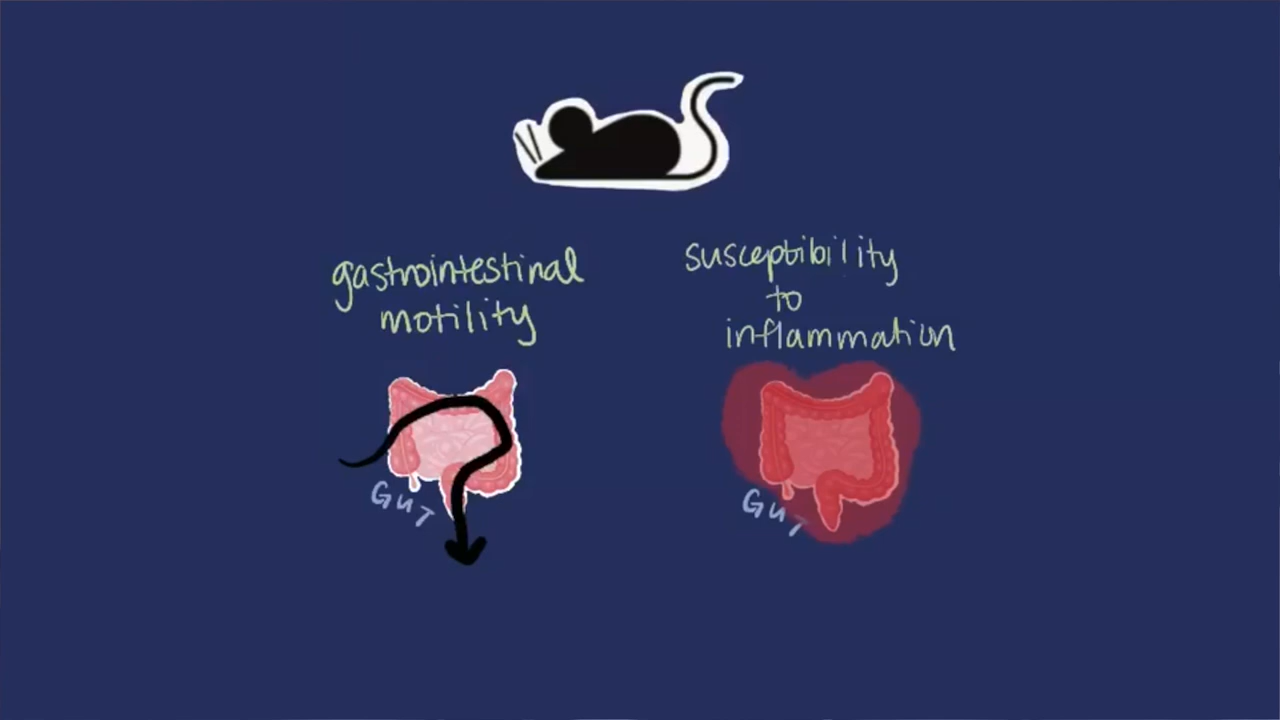 gastrointestinal
motility
susceptibility
to
inflammation
GUT
GUT